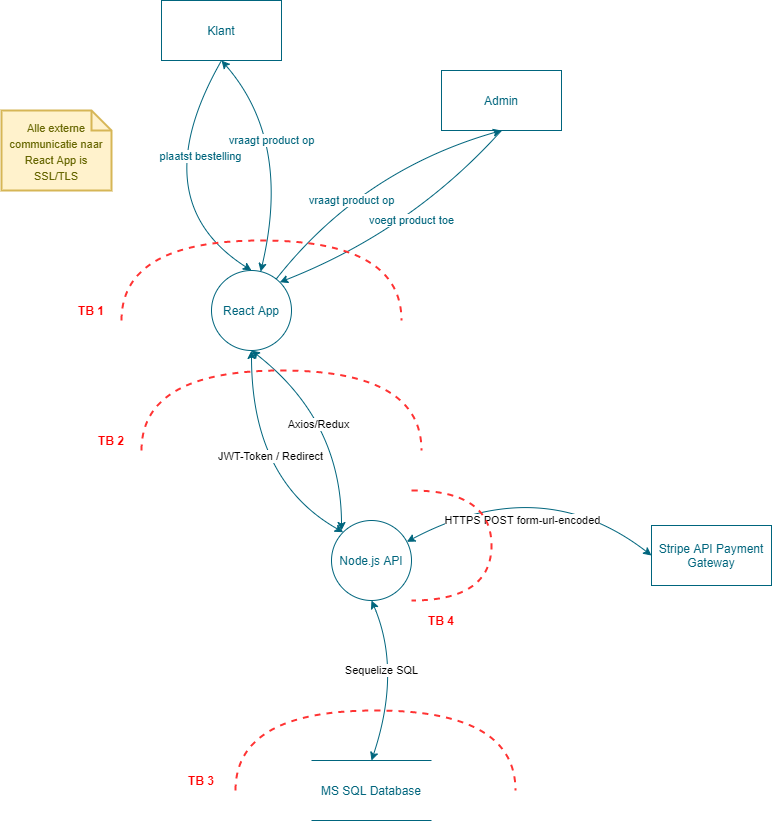 Klant
Admin
Alle externe
communicatie naar
React App is
SSL/TLS
vraagt product op
plaatst bestelling
vraagt product op
voegt product toe
TB 1
React App
Axios/Redux
TB 2
JWT-Token / Redirect
HTTPS POST form-url-encoded
Node.js API
Stripe API Payment
Gateway
TB 4
Sequelize SQL
TB 3
MS SQL Database